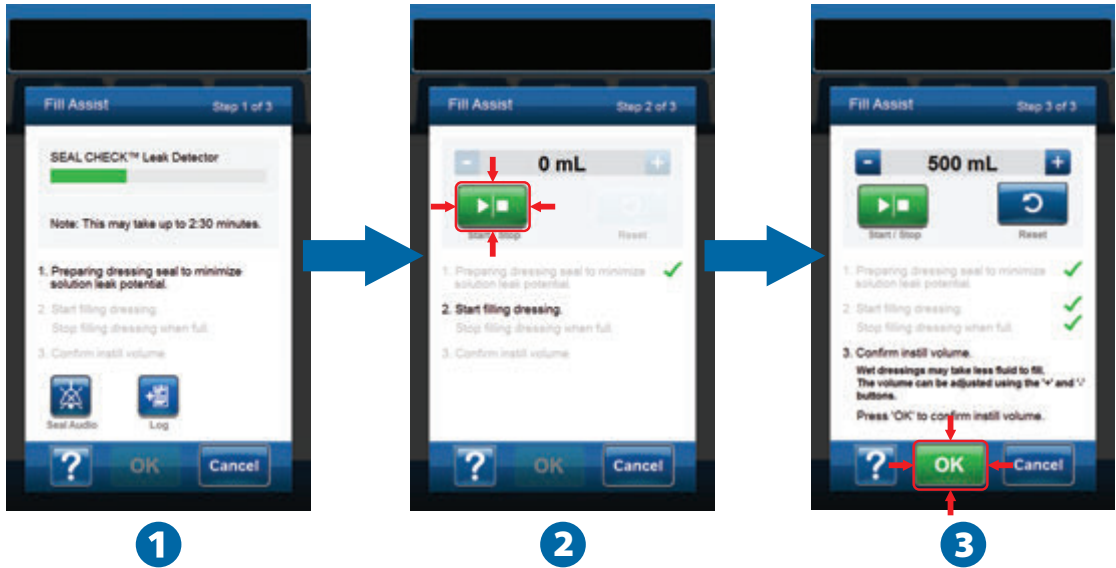 Fill Assist Step 1 of 3
SEAL CHECK™ Leak Detector
Note: This may take up to 2:30 minutes.
1. Preparing dressing seal to minimize
solution leak potential.
2. Start filling dressing.
Stop filling dressing when full.
3. Confirm instill volume
Seal Audio Log
? OK Cancel
1
Fill Assist Step 2 of 3
- 0 mL +
Start / Stop Reset
1. Preparing dressing seal to minimize
solution leak potential.
2. Start filling dressing.
Stop filling dressing when full.
3. Confirm instill volume
? OK Cancel
2
Fill Assist Step 3 of 3
- 500 mL +
Start / Stop Reset
1. Preparing dressing seal to minimize
solution leak potential.
2. Start filling dressing.
Stop filling dressing when full.
3. Confirm instill volume.
Wet dressings may take less fluid to fill.
The volume can be adjusted using the '+' and '-'
buttons.
Press 'OK' to confirm instill volume.
? OK Cancel
3